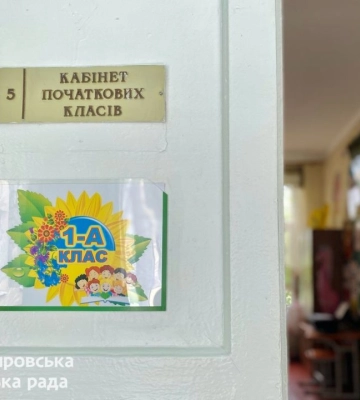 5
КАБІНЕТ
ПОЧАТКОВИХ
КЛАСІВ
1-А
КЛАС
ровська
ка рада